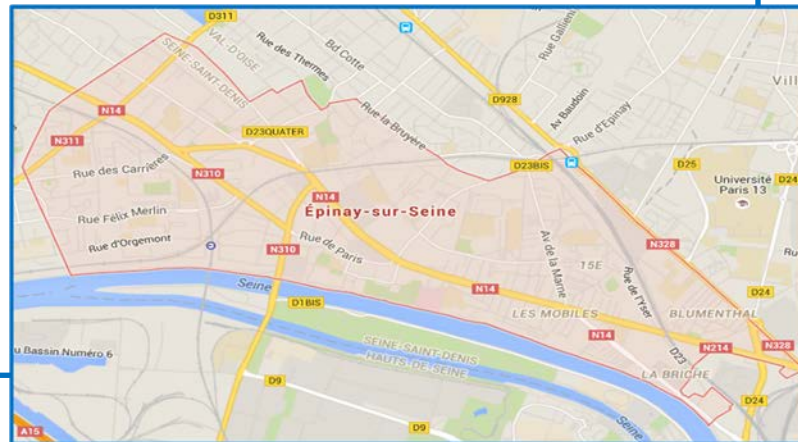 D311
VAL-D'OISE
SEINE-SAINT-DENIS
Rue des Thermes
Bd Cotte
Rue Gallieni
Vill
N14
D928
Av Baudoin
Rue la Bruyère
Rue d'Epinay
N311
D23QUATER
D23BIS
D25
Université
Paris 13
D24
Rue des Carrières
N310
N14
Épinay-sur-Seine
Rue Félix Merlin
Rue d'Orgemont
N310
Rue de Paris
Av de la Marne
N328
Ru
15E
Seine
D1BIS
N14
Rue de l'Yser
D24
LES MOBILES
BLUMENTHAL
N14
SEINE-SAINT-DENIS
HAUTS-DE-SEINE
u Bassin Numéro 6
N214
N328
D23
LA BRICHE
D9
D24
Seine
A15
D9